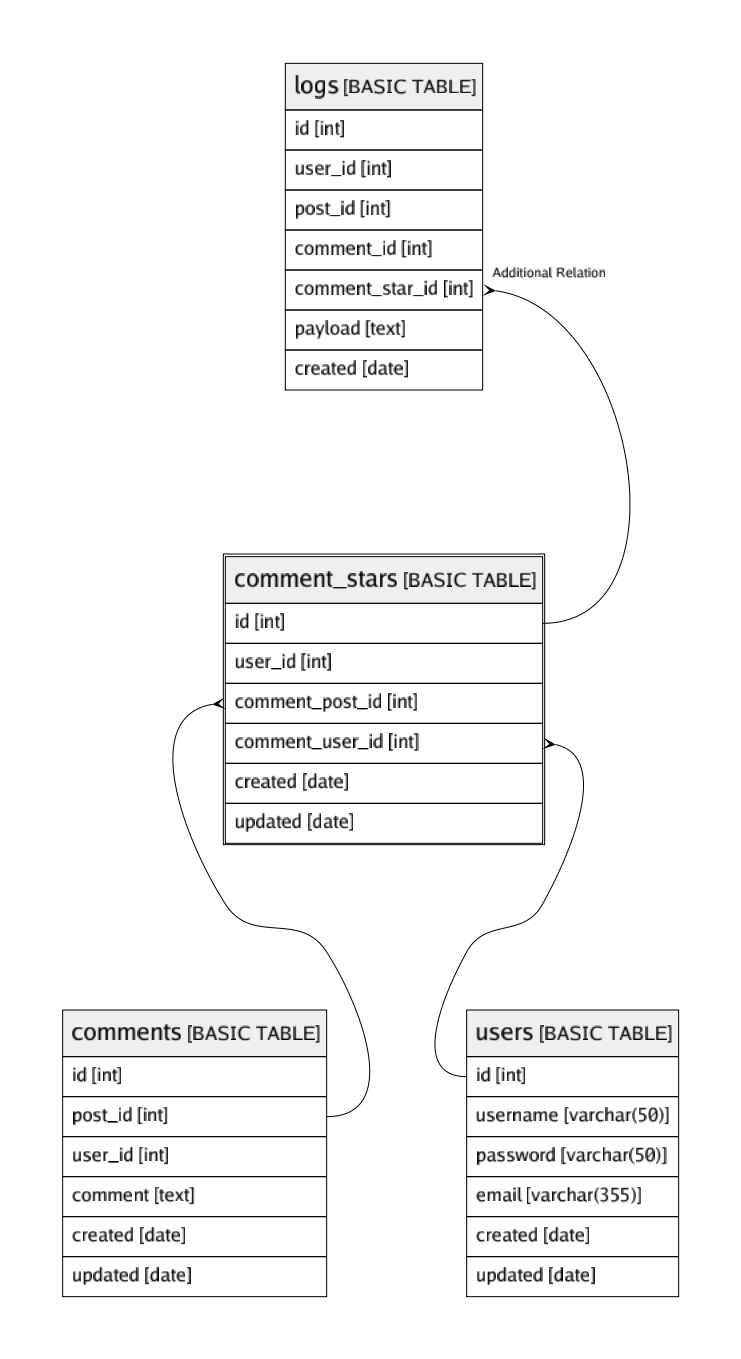 logs [BASIC TABLE]
id [int]
user_id [int]
post_id [int]
comment_id [int]
Additional Relation
comment_star_id [int]
payload [text]
created [date]
comment_stars [BASIC TABLE]
id [int]
user_id [int]
comment_post_id [int]
comment_user_id [int]
created [date]
updated [date]
comments [BASIC TABLE]
id [int]
post_id [int]
user_id [int]
comment [text]
created [date]
updated [date]
users [BASIC TABLE]
id [int]
username [varchar(50)]
password [varchar(50)]
email [varchar(355)]
created [date]
updated [date]